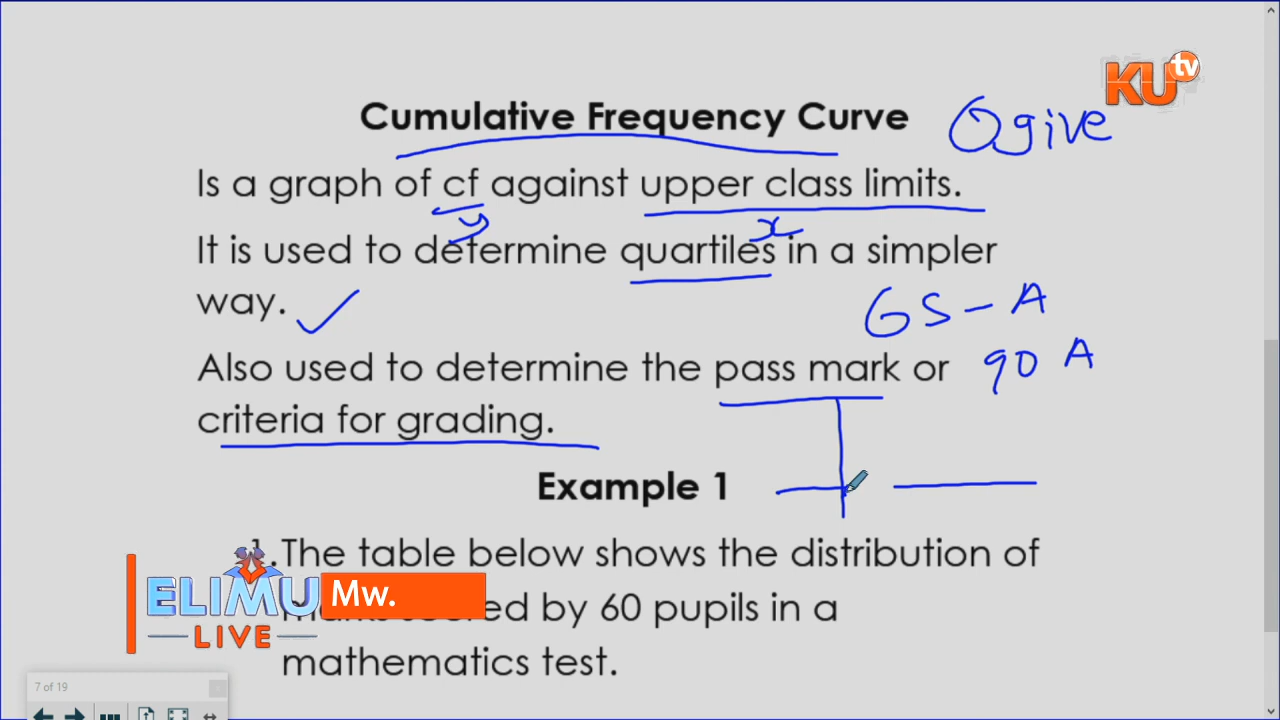 KU tv
Cumulative Frequency Curve Ogive
Is a graph of cf against upper class limits.
y x
It is used to determine quartiles in a simpler
way.
65 - A
Also used to determine the pass mark or 90 A
criteria for grading.
Example 1
1. The table below shows the distribution of
ELIMU Mw.
by 60 pupils in a
LIVE
mathematics test.
7 of 19